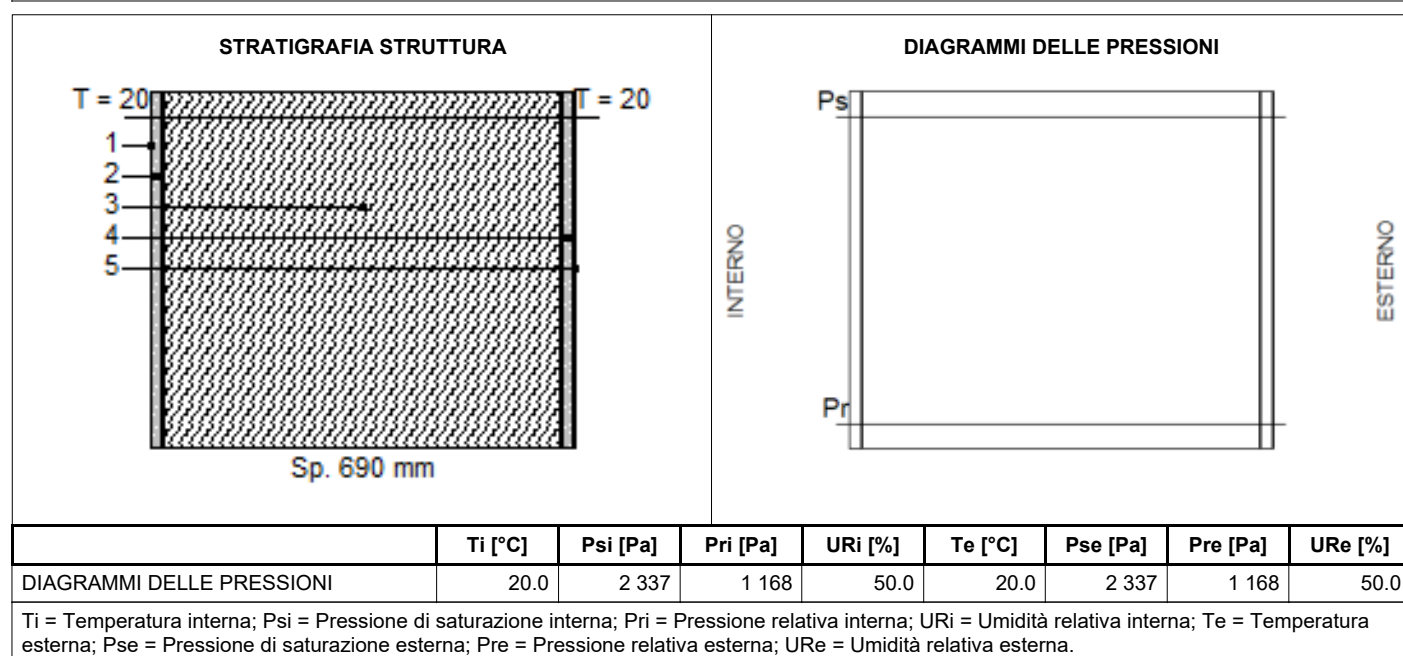 STRATIGRAFIA STRUTTURA
T = 20
T = 20
1
2
3
4
5
Sp. 690 mm
DIAGRAMMI DELLE PRESSIONI
Ps
Pr
INTERNO
ESTERNO
Ti [°C] Psi [Pa] Pri [Pa] URi [%] Te [°C] Pse [Pa] Pre [Pa] URe [%]
DIAGRAMMI DELLE PRESSIONI 20.0 2 337 1 168 50.0 20.0 2 337 1 168 50.0
Ti = Temperatura interna; Psi = Pressione di saturazione interna; Pri = Pressione relativa interna; URi = Umidità relativa interna; Te = Temperatura
esterna; Pse = Pressione di saturazione esterna; Pre = Pressione relativa esterna; URe = Umidità relativa esterna.